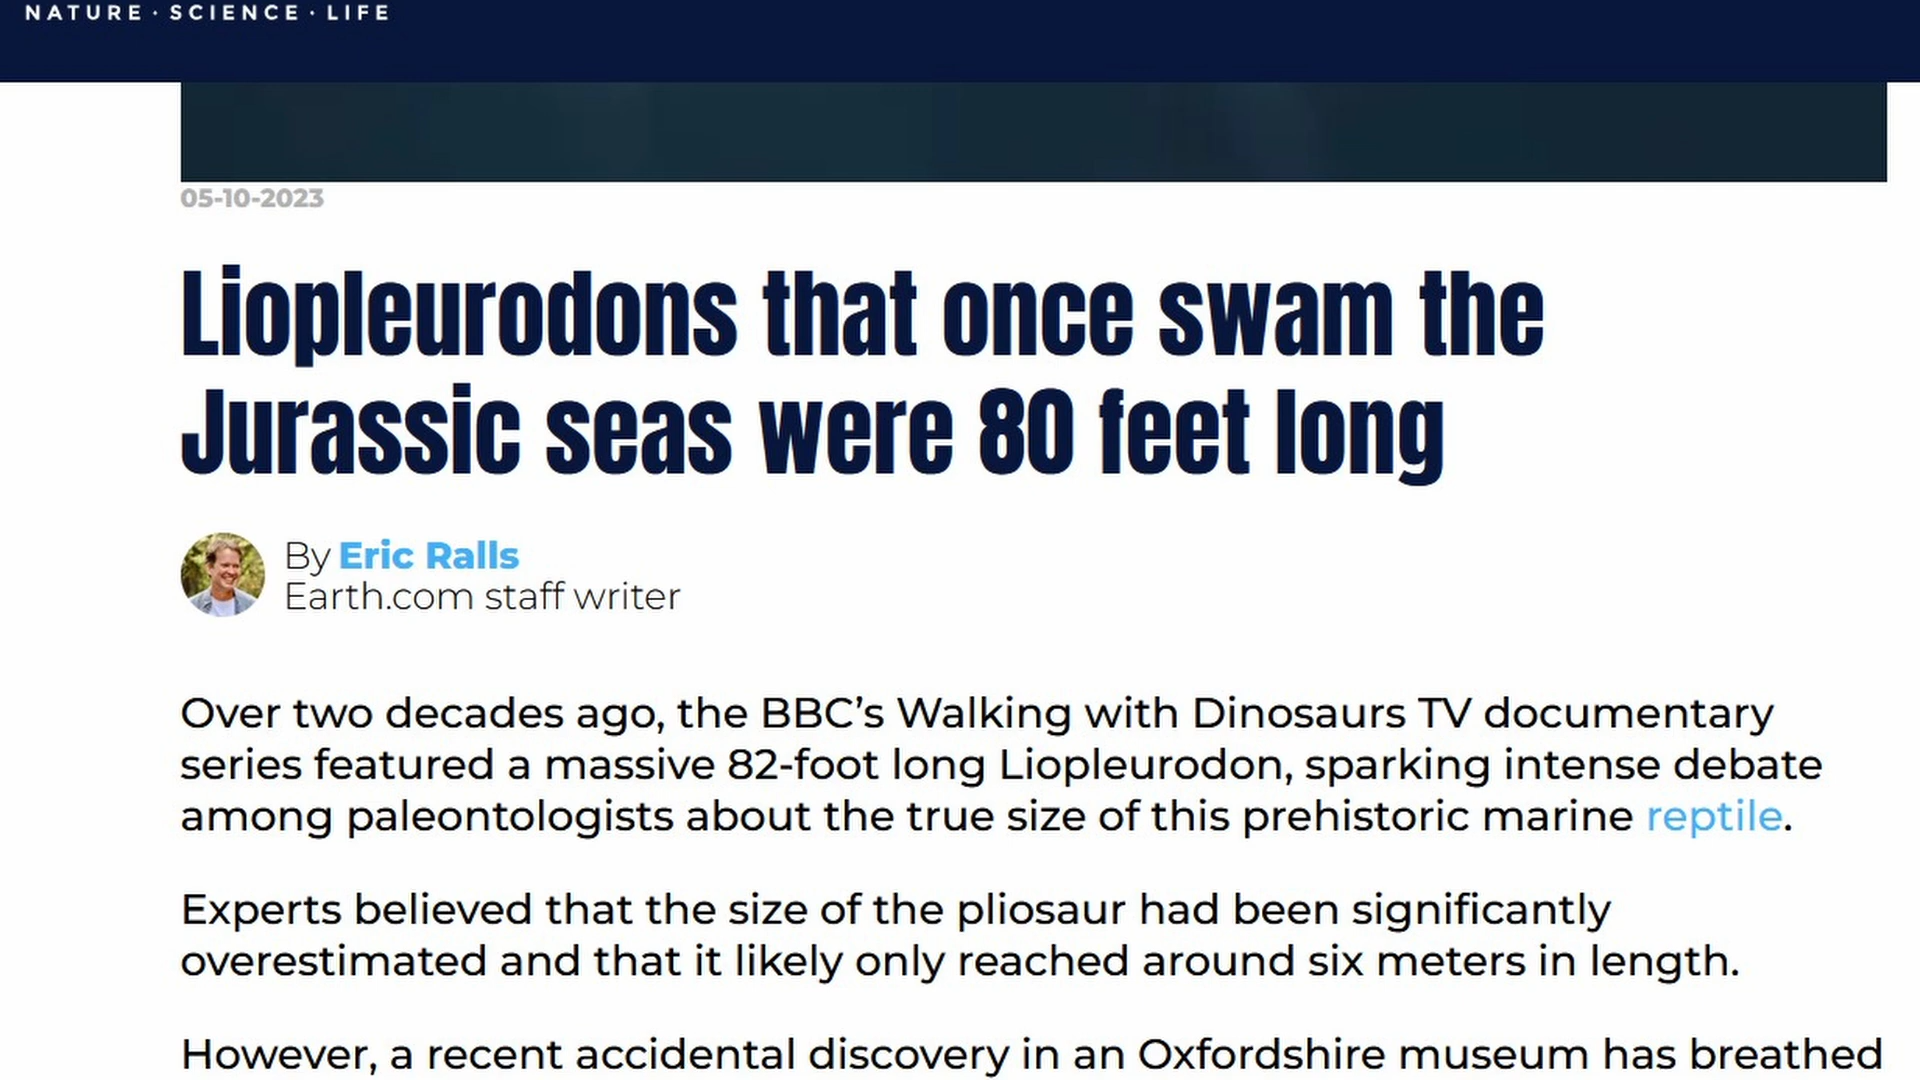 NATURE · SCIENCE · LIFE
05-10-2023
Liopleurodons that once swam the
Jurassic seas were 80 feet long
By Eric Ralls
Earth.com staff writer
Over two decades ago, the BBC’s Walking with Dinosaurs TV documentary
series featured a massive 82-foot long Liopleurodon, sparking intense debate
among paleontologists about the true size of this prehistoric marine reptile.
Experts believed that the size of the pliosaur had been significantly
overestimated and that it likely only reached around six meters in length.
However, a recent accidental discovery in an Oxfordshire museum has breathed